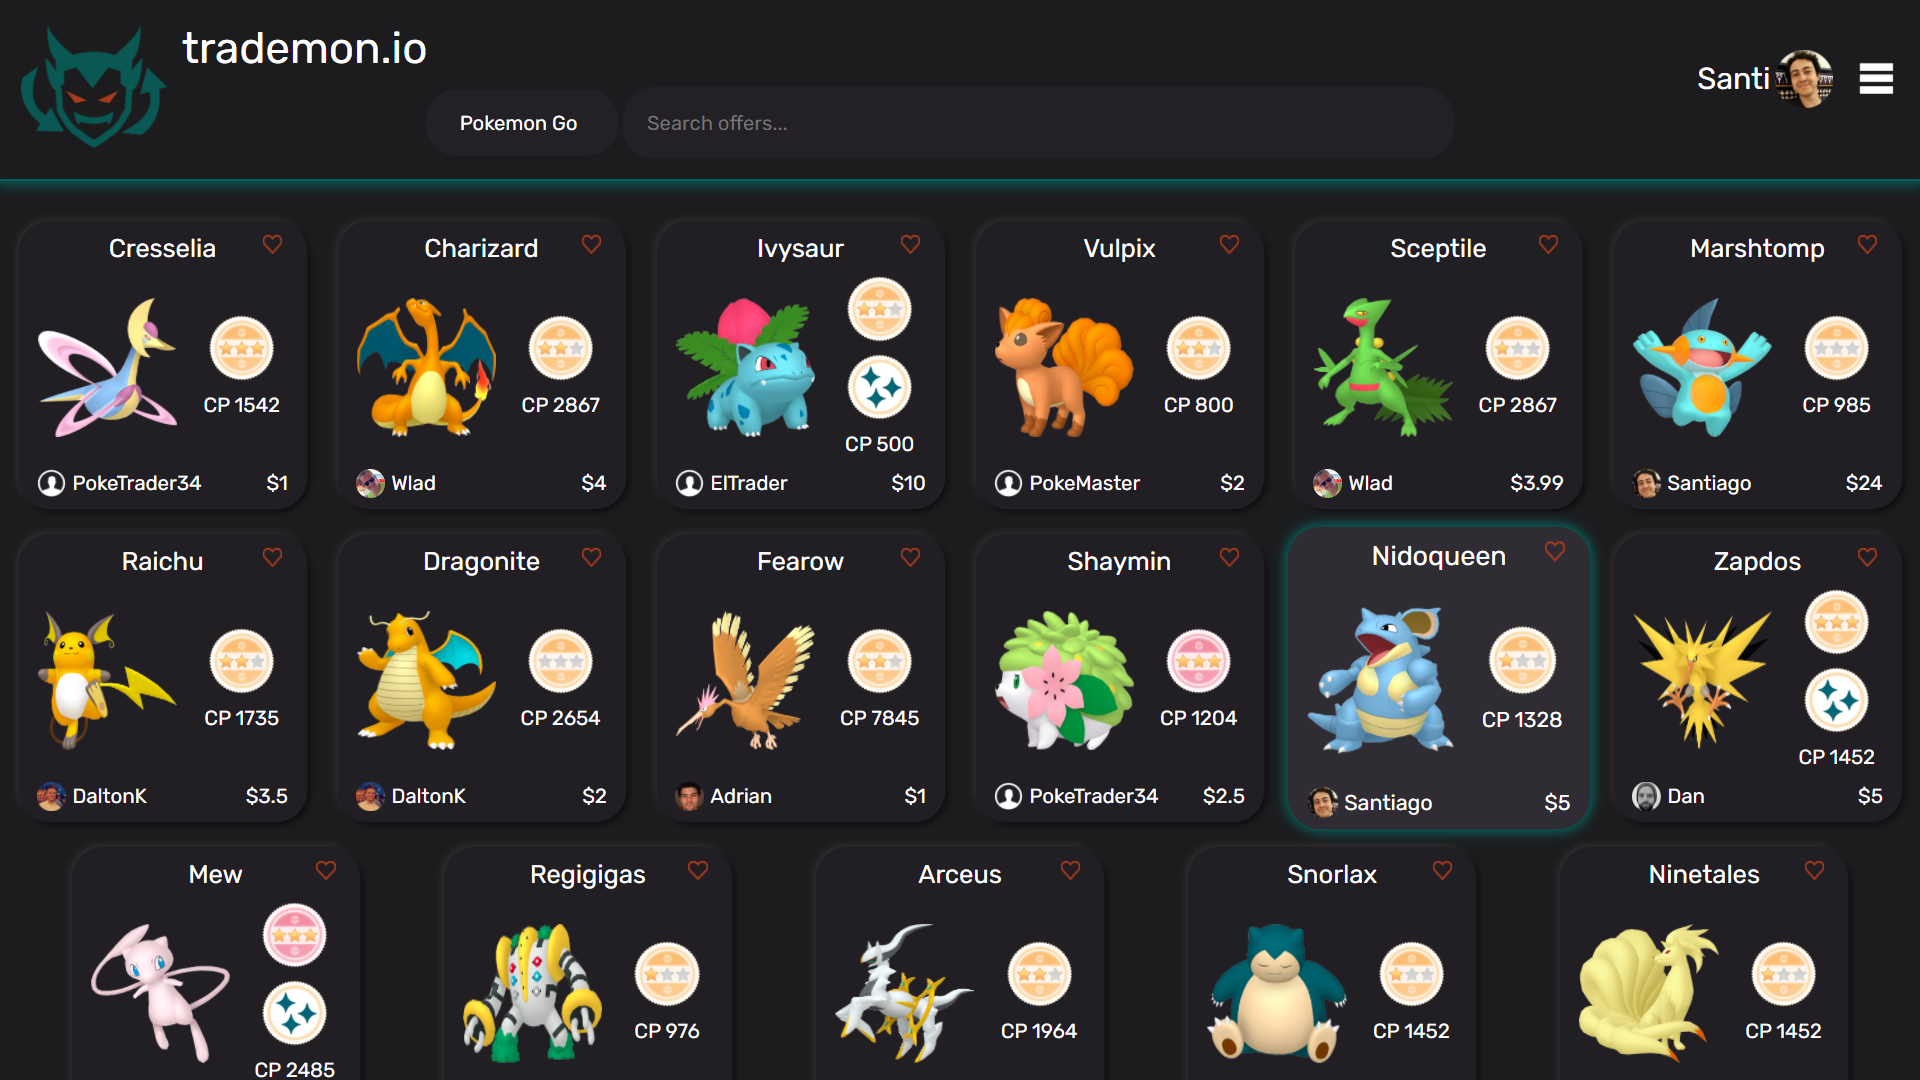 trademon.io
Santi
Pokemon Go
Search offers...
Cresselia
CP 1542
PokeTrader34 $1
Charizard
CP 2867
Wlad $4
Ivysaur
CP 500
ElTrader $10
Vulpix
CP 800
PokeMaster $2
Sceptile
CP 2867
Wlad $3.99
Marshtomp
CP 985
Santiago $24
Raichu
CP 1735
DaltonK $3.5
Dragonite
CP 2654
DaltonK $2
Fearow
CP 7845
Adrian $1
Shaymin
CP 1204
PokeTrader34 $2.5
Nidoqueen
CP 1328
Santiago $5
Zapdos
CP 1452
Dan $5
Mew
CP 2485
Regigigas
CP 976
Arceus
CP 1964
Snorlax
CP 1452
Ninetales
CP 1452